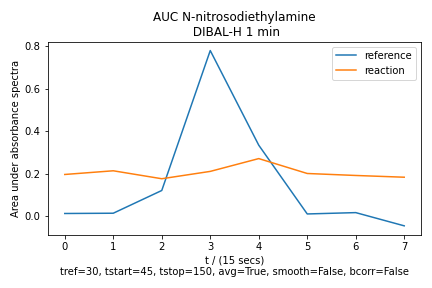 AUC N-nitrosodiethylamine
DIBAL-H 1 min
reference
reaction
Area under absorbance spectra
0.8
0.6
0.4
0.2
0.0
0 1 2 3 4 5 6 7
t / (15 secs)
tref=30, tstart=45, tstop=150, avg=True, smooth=False, bcorr=False